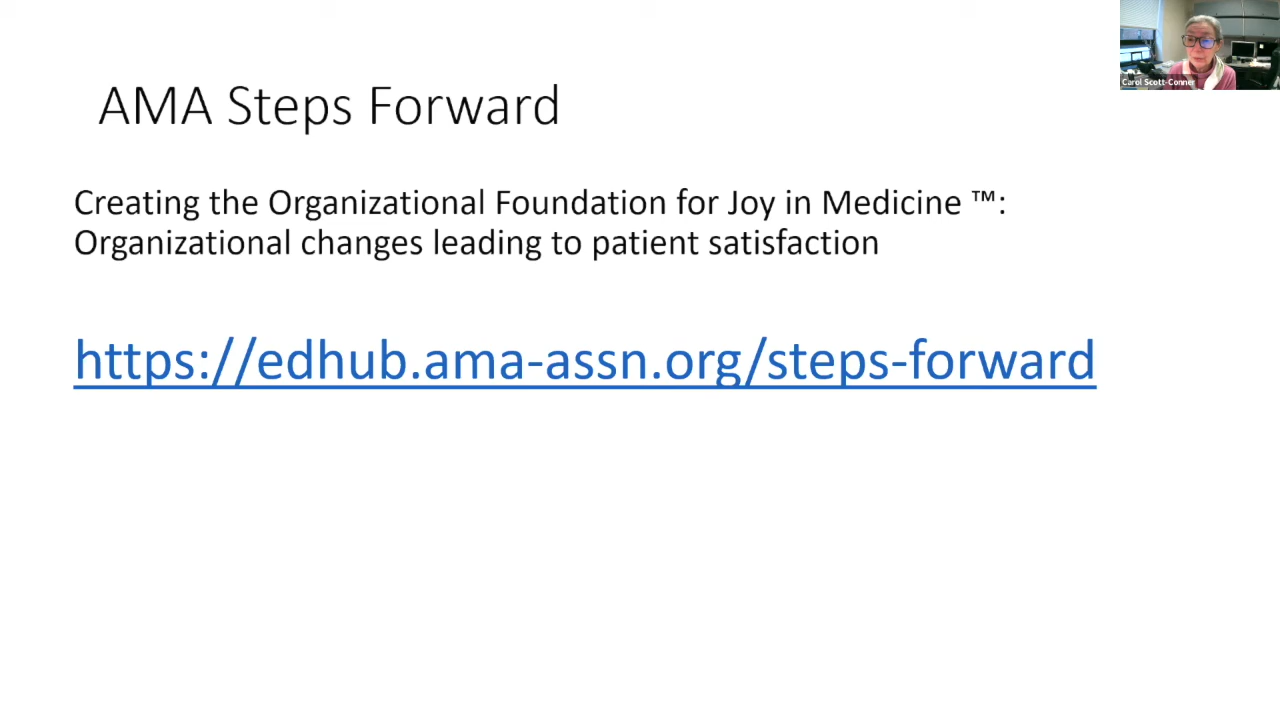 Carol Scott-Conner
AMA Steps Forward
Creating the Organizational Foundation for Joy in Medicine ™:
Organizational changes leading to patient satisfaction
https://edhub.ama-assn.org/steps-forward